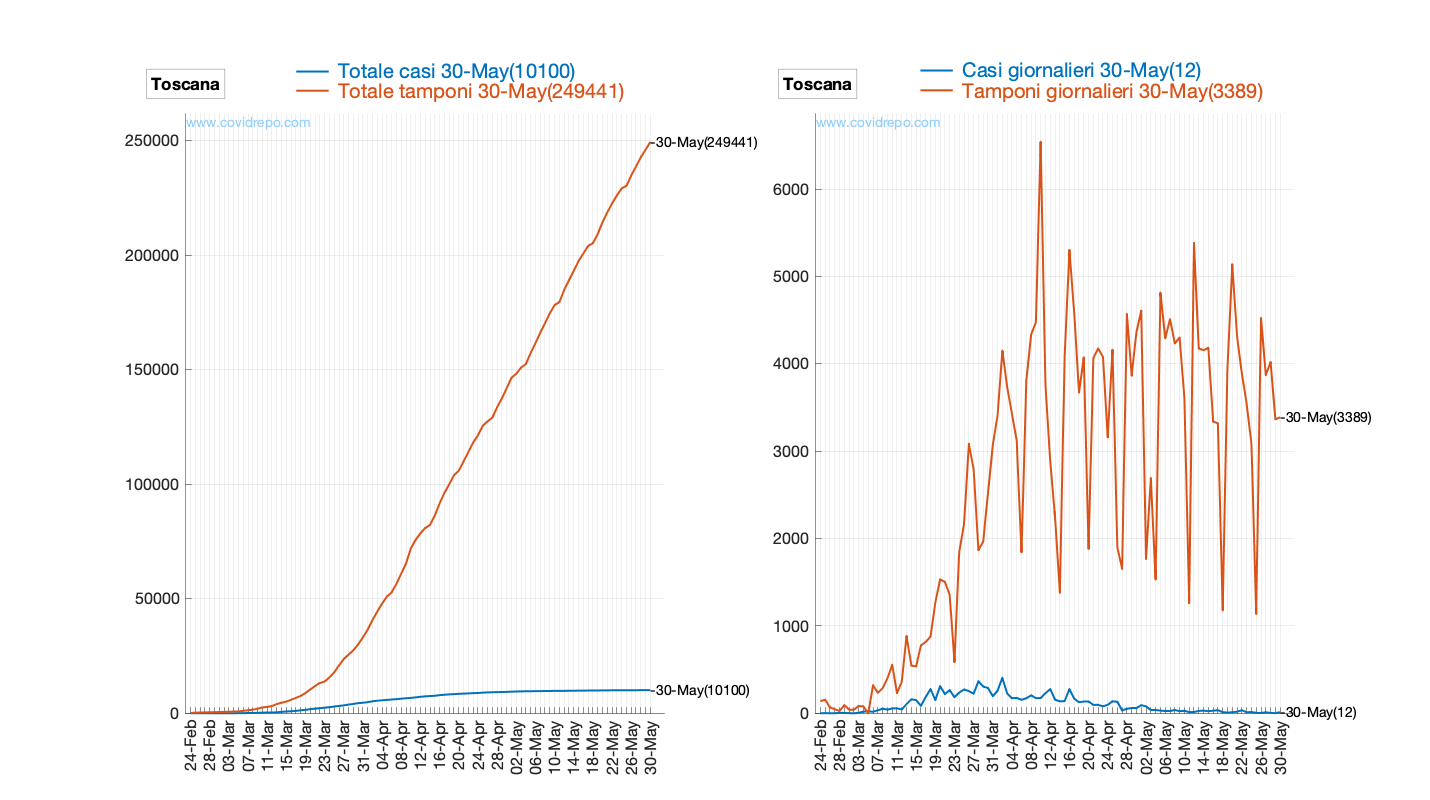 Toscana
Totale casi 30-May(10100)
Totale tamponi 30-May(249441)
www.covidrepo.com
250000
200000
150000
100000
50000
0
30-May(249441)
30-May(10100)
24-Feb
28-Feb
03-Mar
07-Mar
11-Mar
15-Mar
19-Mar
23-Mar
27-Mar
31-Mar
04-Apr
08-Apr
12-Apr
16-Apr
20-Apr
24-Apr
28-Apr
02-May
06-May
10-May
14-May
18-May
22-May
26-May
30-May
Toscana
Casi giornalieri 30-May(12)
Tamponi giornalieri 30-May(3389)
www.covidrepo.com
6000
5000
4000
3000
2000
1000
0
30-May(3389)
30-May(12)
24-Feb
28-Feb
03-Mar
07-Mar
11-Mar
15-Mar
19-Mar
23-Mar
27-Mar
31-Mar
04-Apr
08-Apr
12-Apr
16-Apr
20-Apr
24-Apr
28-Apr
02-May
06-May
10-May
14-May
18-May
22-May
26-May
30-May